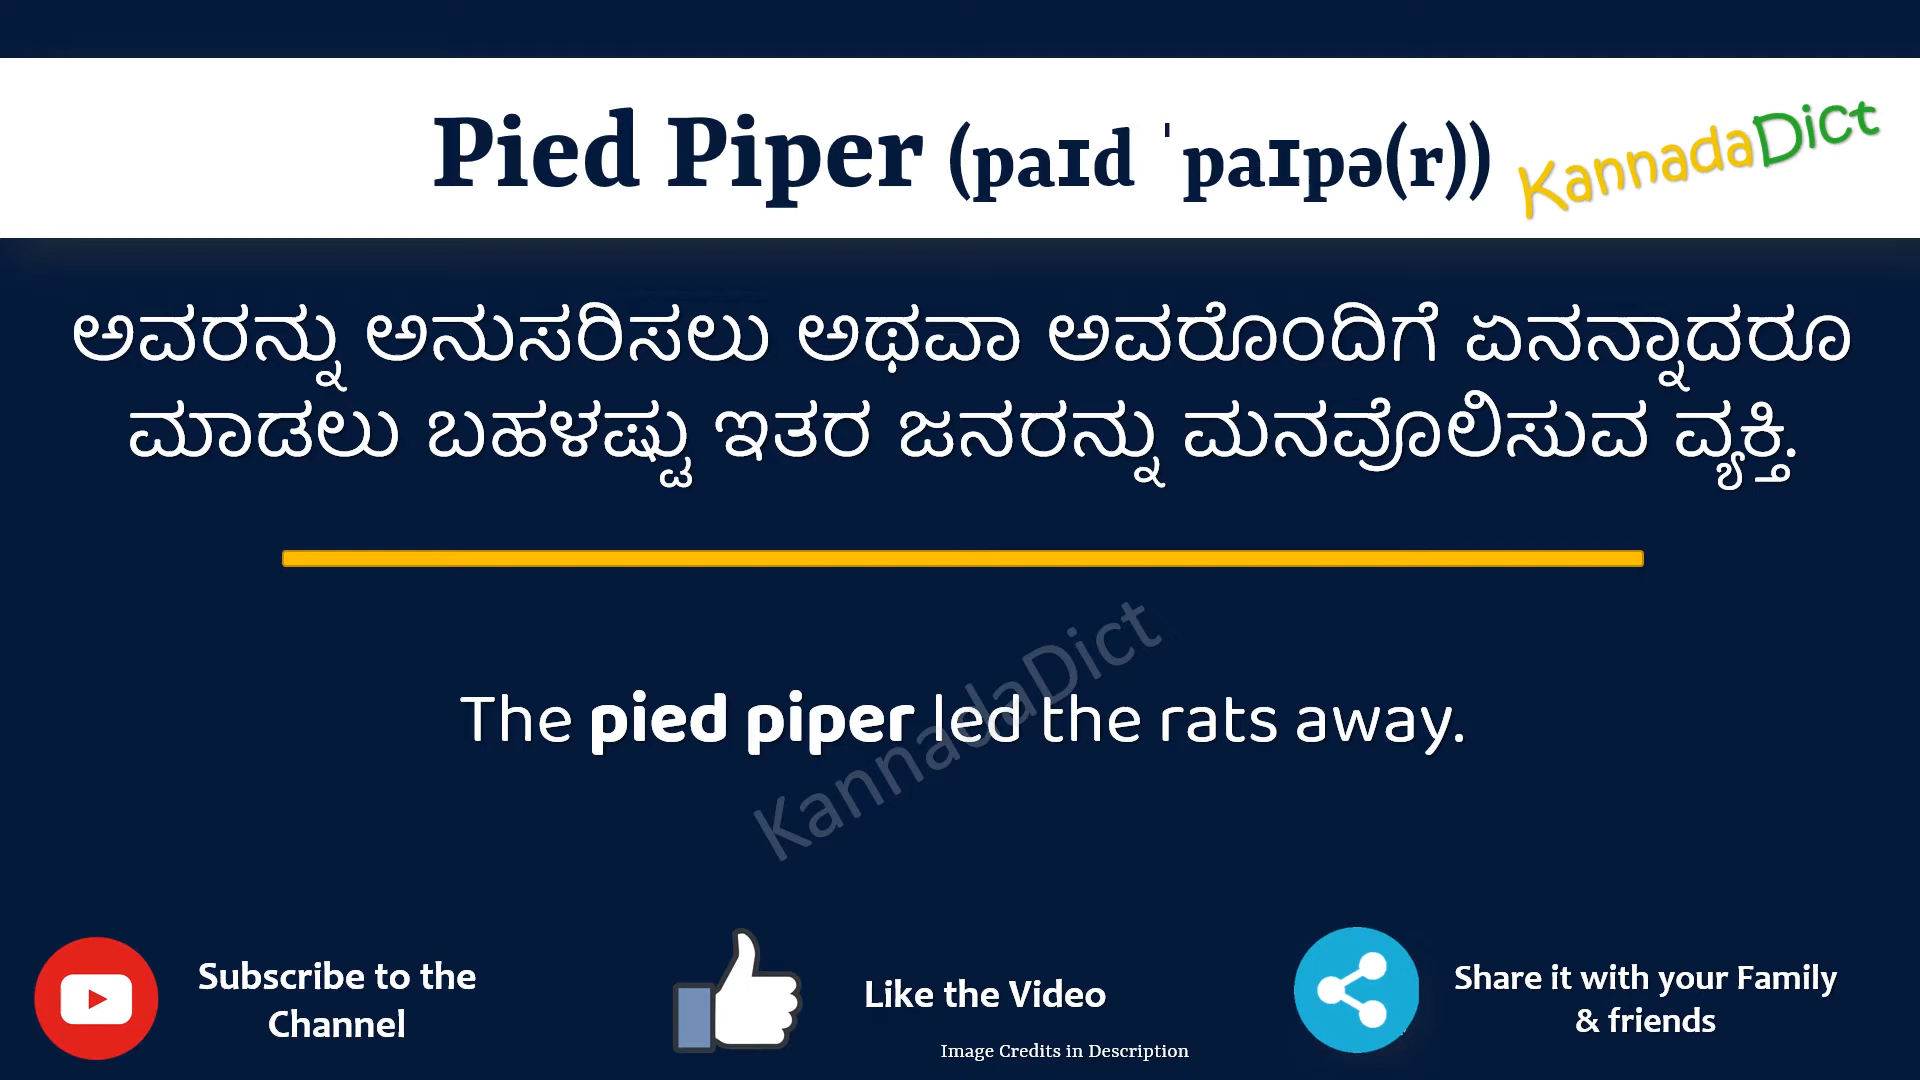 Pied Piper (paɪd ˈpaɪpə(r))
KannadaDict
ಅವರನ್ನು ಅನುಸರಿಸಲು ಅಥವಾ ಅವರೊಂದಿಗೆ ಏನನ್ನಾದರೂ
ಮಾಡಲು ಬಹಳಷ್ಟು ಇತರ ಜನರನ್ನು ಮನವೊಲಿಸುವ ವ್ಯಕ್ತಿ.
The pied piper led the rats away.
KannadaDict
Subscribe to the
Channel
Like the Video
Share it with your Family
& friends
Image Credits in Description